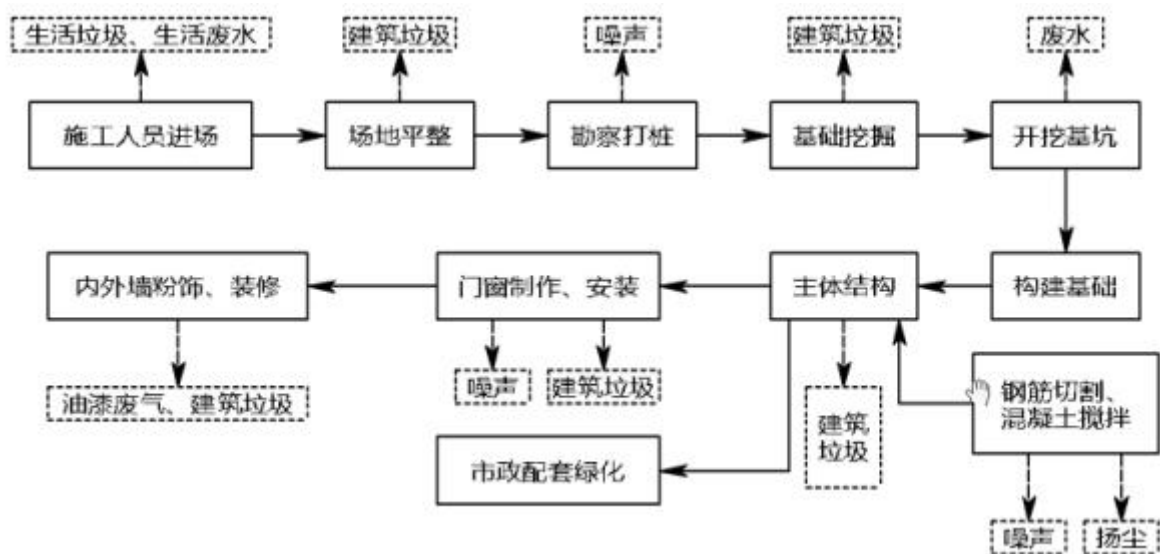 生活垃圾、生活废水
建筑垃圾
噪声
建筑垃圾
废水
施工人员进场
场地平整
勘察打桩
基础挖掘
开挖基坑
内外墙粉饰、装修
门窗制作、安装
主体结构
构建基础
噪声
建筑垃圾
油漆废气、建筑垃圾
建筑
垃圾
钢筋切割、
混凝土搅拌
市政配套绿化
噪声
扬尘